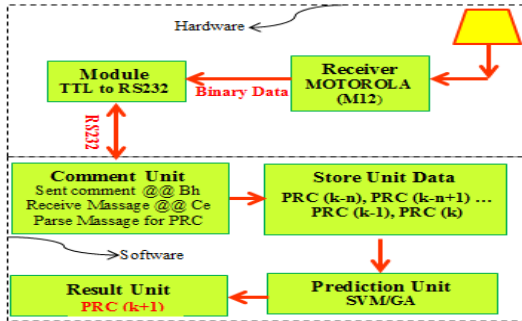 Hardware
Module
TTL to RS232
Binary Data
Receiver
MOTOROLA
(M12)
RS232
Comment Unit
Sent comment @@ Bh
Receive Massage @@ Ce
Parse Massage for PRC
Store Unit Data
PRC (k-n), PRC (k-n+1) ...
PRC (k-1), PRC (k)
Software
Result Unit
PRC (k+1)
Prediction Unit
SVM/GA